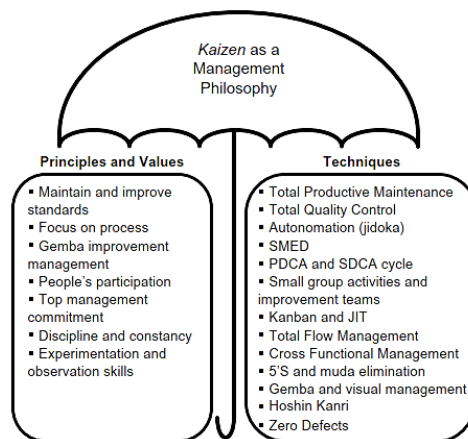 Kaizen as a
Management
Philosophy
Principles and Values
▪ Maintain and improve
standards
▪ Focus on process
▪ Gemba improvement
management
▪ People's participation
▪ Top management
commitment
▪ Discipline and constancy
▪ Experimentation and
observation skills
Techniques
▪ Total Productive Maintenance
▪ Total Quality Control
▪ Autonomation (jidoka)
▪ SMED
▪ PDCA and SDCA cycle
▪ Small group activities and
improvement teams
▪ Kanban and JIT
▪ Total Flow Management
▪ Cross Functional Management
▪ 5'S and muda elimination
▪ Gemba and visual management
▪ Hoshin Kanri
▪ Zero Defects